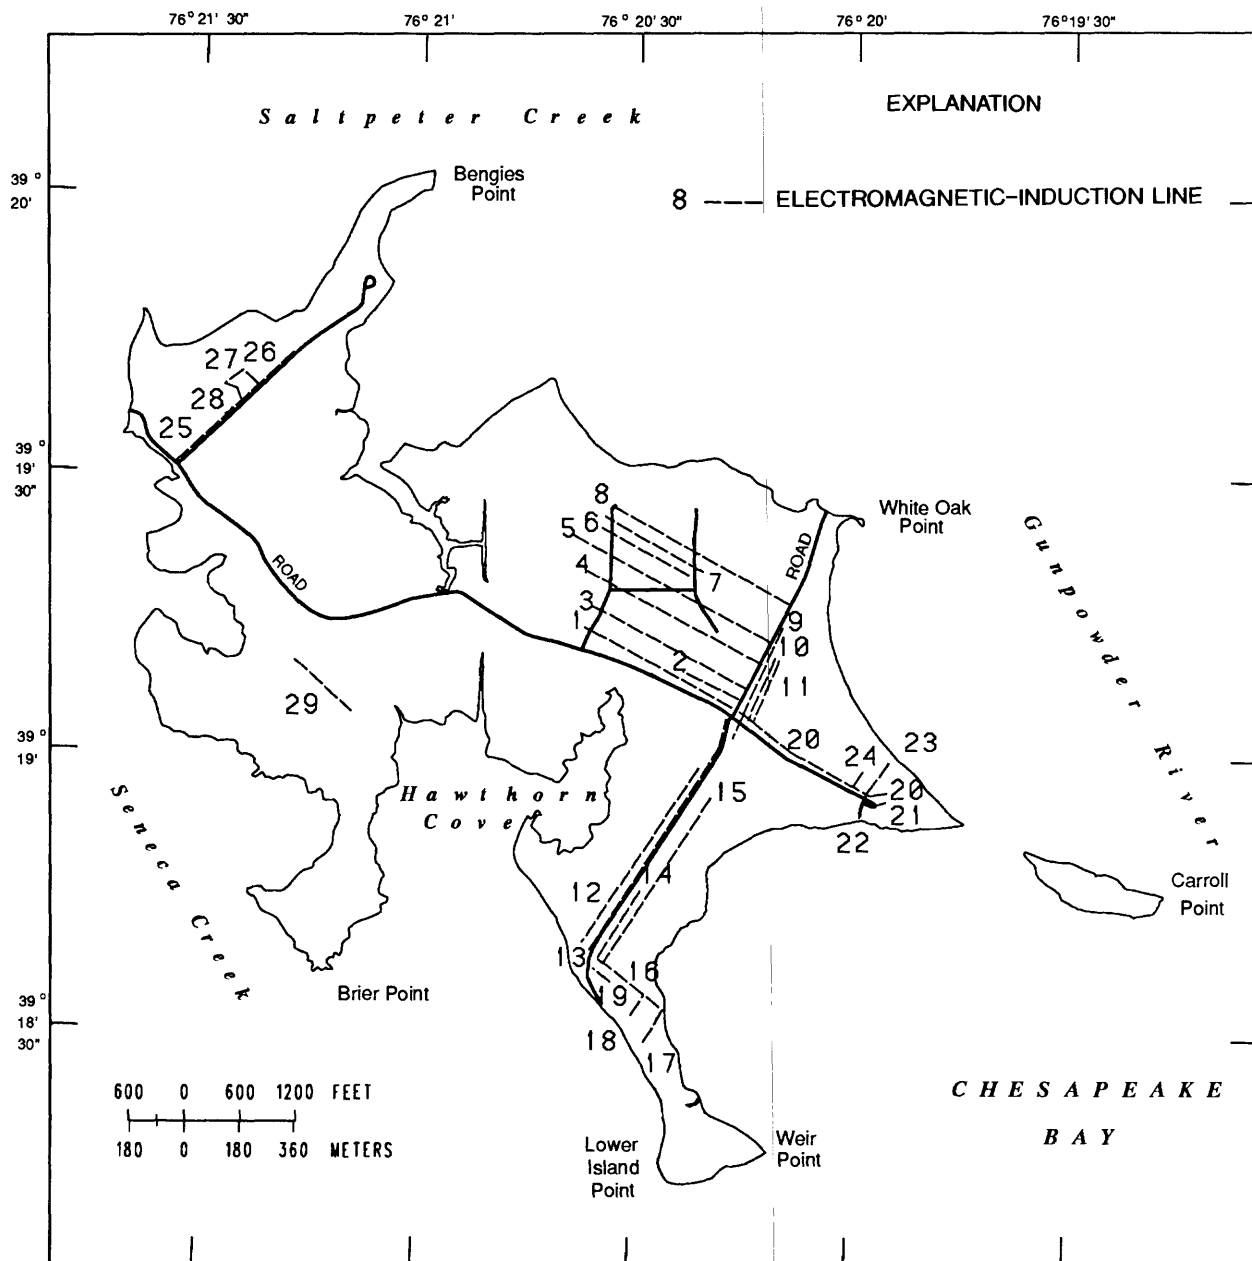 76° 21' 30"
76° 21'
76° 20' 30"
76° 20'
76° 19' 30"
Saltpeter Creek
EXPLANATION
8 ELECTROMAGNETIC-INDUCTION LINE
39°
20'
Bengies
Point
27 26
28
25
39°
19'
30"
8
5 6
4 7
3
1
2
ROAD
White Oak
Point
9
10
11
ROAD
29
Gunpowder River
39°
19'
20
24 23
20
21
22
15
Hawthorn
Cove
Seneca Creek
12
14
Carroll
Point
13
16
19
18
17
Brier Point
39°
18'
30"
600 0 600 1200 FEET
180 0 180 360 METERS
CHESAPEAKE
BAY
Lower
Island
Point
Weir
Point